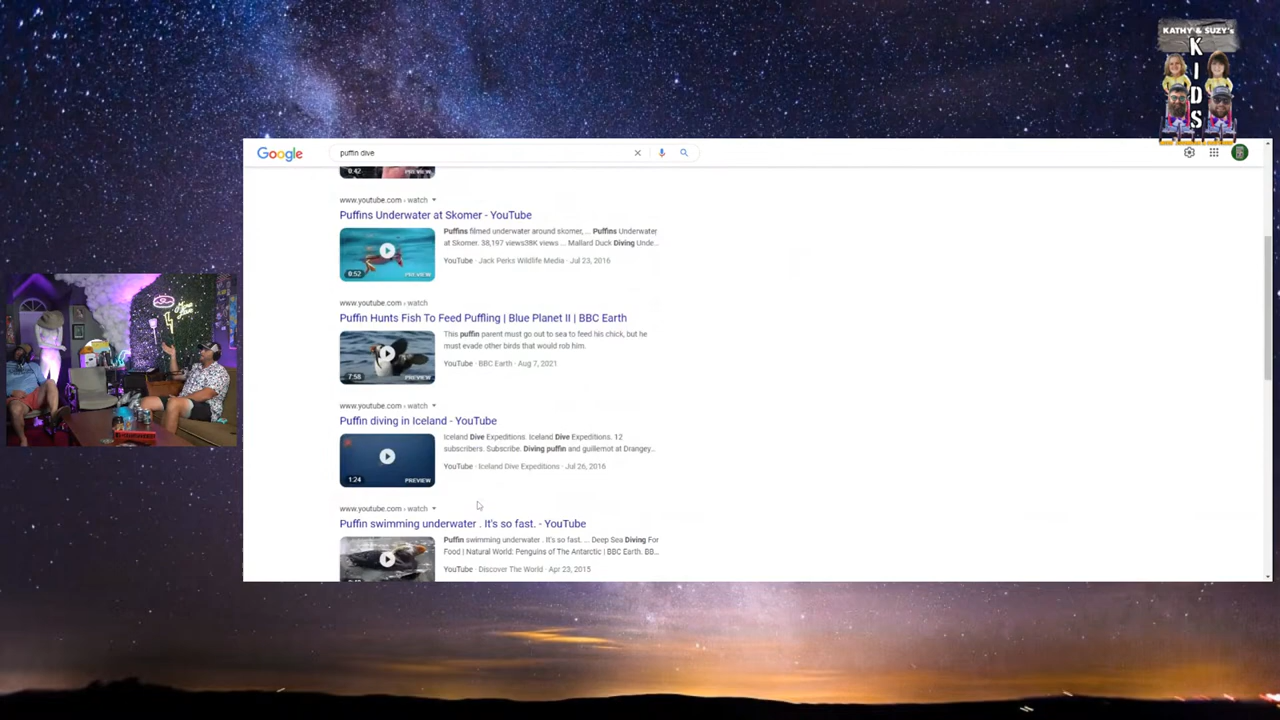 KATHY & SUZY's
KIDS
Google
puffin dive
0:42
PREVIEW
www.youtube.com › watch
Puffins Underwater at Skomer - YouTube
Puffins filmed underwater around skomer, ... Puffins Underwater
at Skomer. 38,197 views38K views ... Mallard Duck Diving Unde...
0:52
PREVIEW
YouTube · Jack Perks Wildlife Media · Jul 23, 2016
www.youtube.com › watch
Puffin Hunts Fish To Feed Puffling | Blue Planet II | BBC Earth
This puffin parent must go out to sea to feed his chick, but he
must evade other birds that would rob him.
YouTube · BBC Earth · Aug 7, 2021
7:58
PREVIEW
www.youtube.com › watch
Puffin diving in Iceland - YouTube
Iceland Dive Expeditions. Iceland Dive Expeditions. 12
subscribers. Subscribe. Diving puffin and guillemot at Drangey...
YouTube · Iceland Dive Expeditions · Jul 26, 2016
1:24
PREVIEW
www.youtube.com › watch
Puffin swimming underwater . It's so fast. - YouTube
Puffin swimming underwater . It's so fast. ... Deep Sea Diving For
Food | Natural World: Penguins of The Antarctic | BBC Earth. BB...
YouTube · Discover The World · Apr 23, 2015